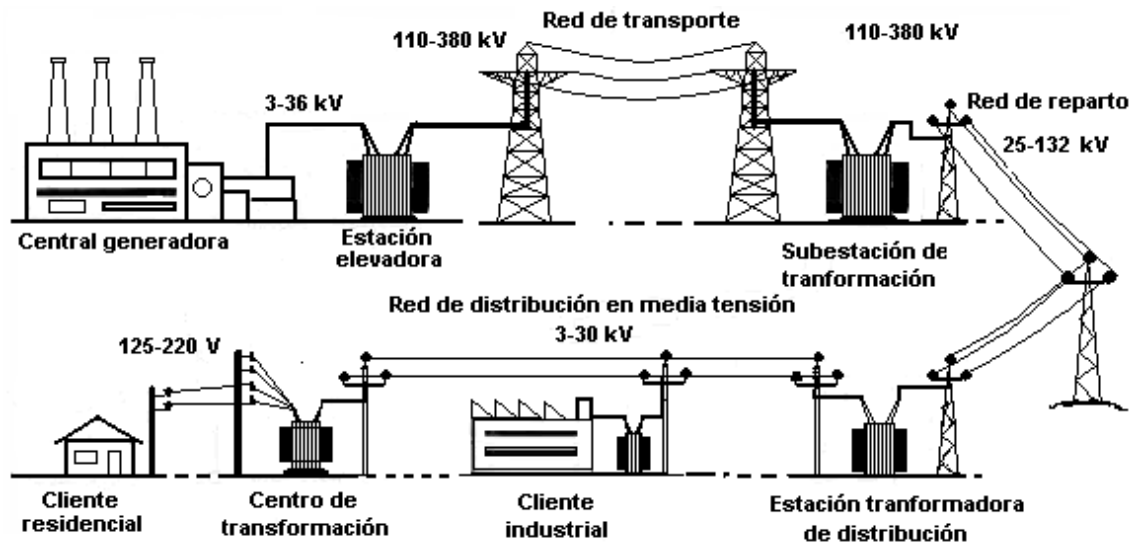 Red de transporte
110-380 kV
110-380 kV
3-36 kV
Red de reparto
25-132 kV
Central generadora
Estación
elevadora
Subestación de
tranformación
Red de distribución en media tensión
3-30 kV
125-220 V
Cliente
residencial
Centro de
transformación
Cliente
industrial
Estación tranformadora
de distribución